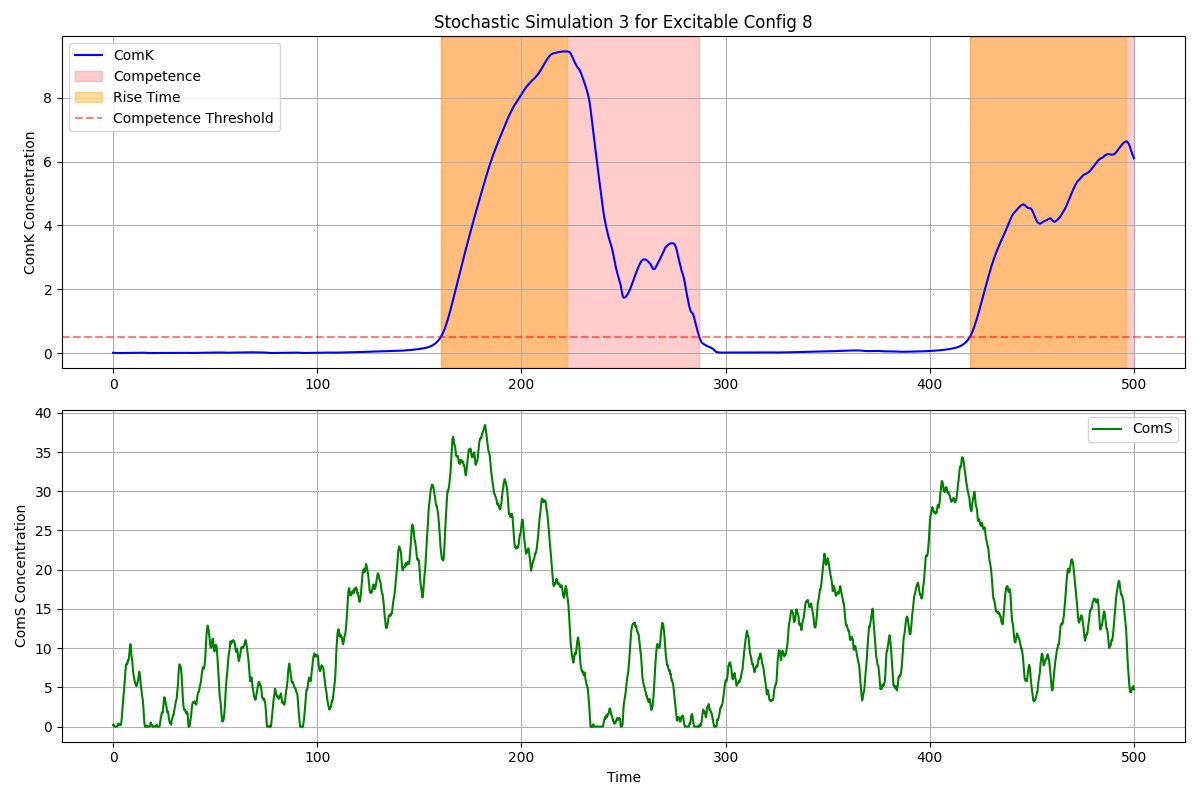 Stochastic Simulation 3 for Excitable Config 8
ComK
Competence
Rise Time
Competence Threshold
ComK Concentration
8
6
4
2
0
0 100 200 300 400 500
ComS
ComS Concentration
40
35
30
25
20
15
10
5
0
0 100 200 300 400 500
Time